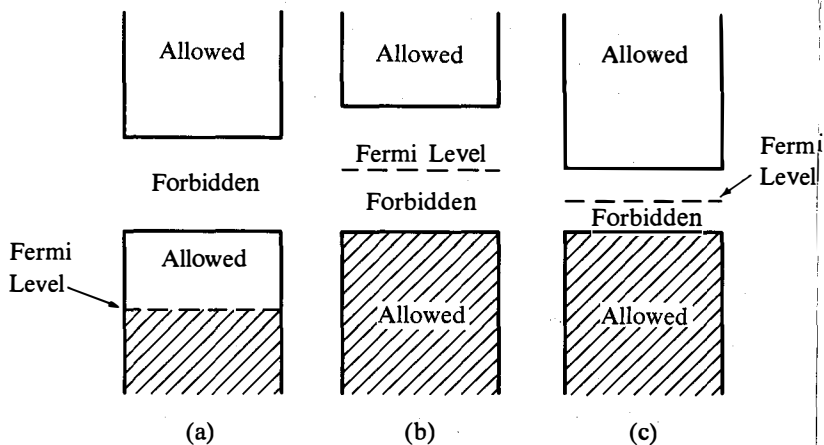 Allowed
Forbidden
Allowed
Fermi
Level
(a)
Allowed
Fermi Level
Forbidden
Allowed
(b)
Allowed
Fermi
Level
Forbidden
Allowed
(c)